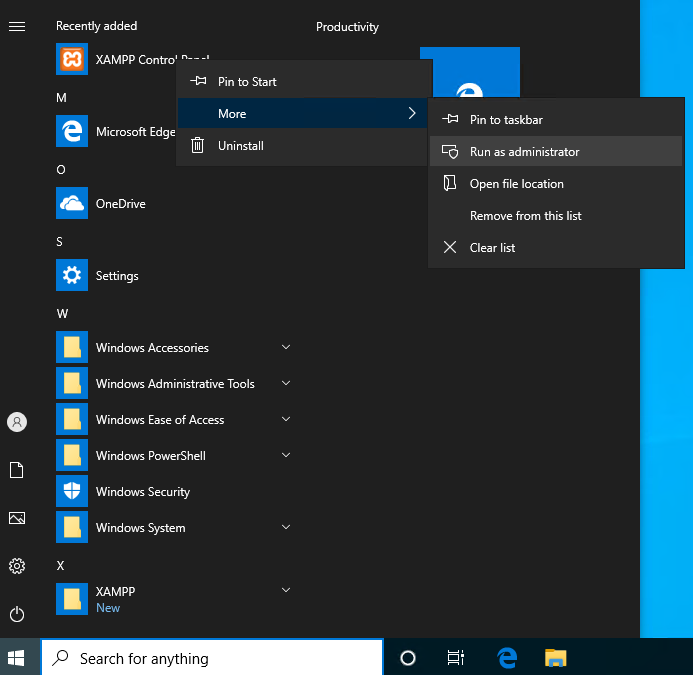 Recently added
Productivity
XAMPP Control Panel
Pin to Start
M
More
Pin to taskbar
Microsoft Edge
Uninstall
Run as administrator
O
Open file location
OneDrive
Remove from this list
S
Clear list
Settings
W
Windows Accessories
Windows Administrative Tools
Windows Ease of Access
Windows PowerShell
Windows Security
Windows System
X
XAMPP
New
Search for anything